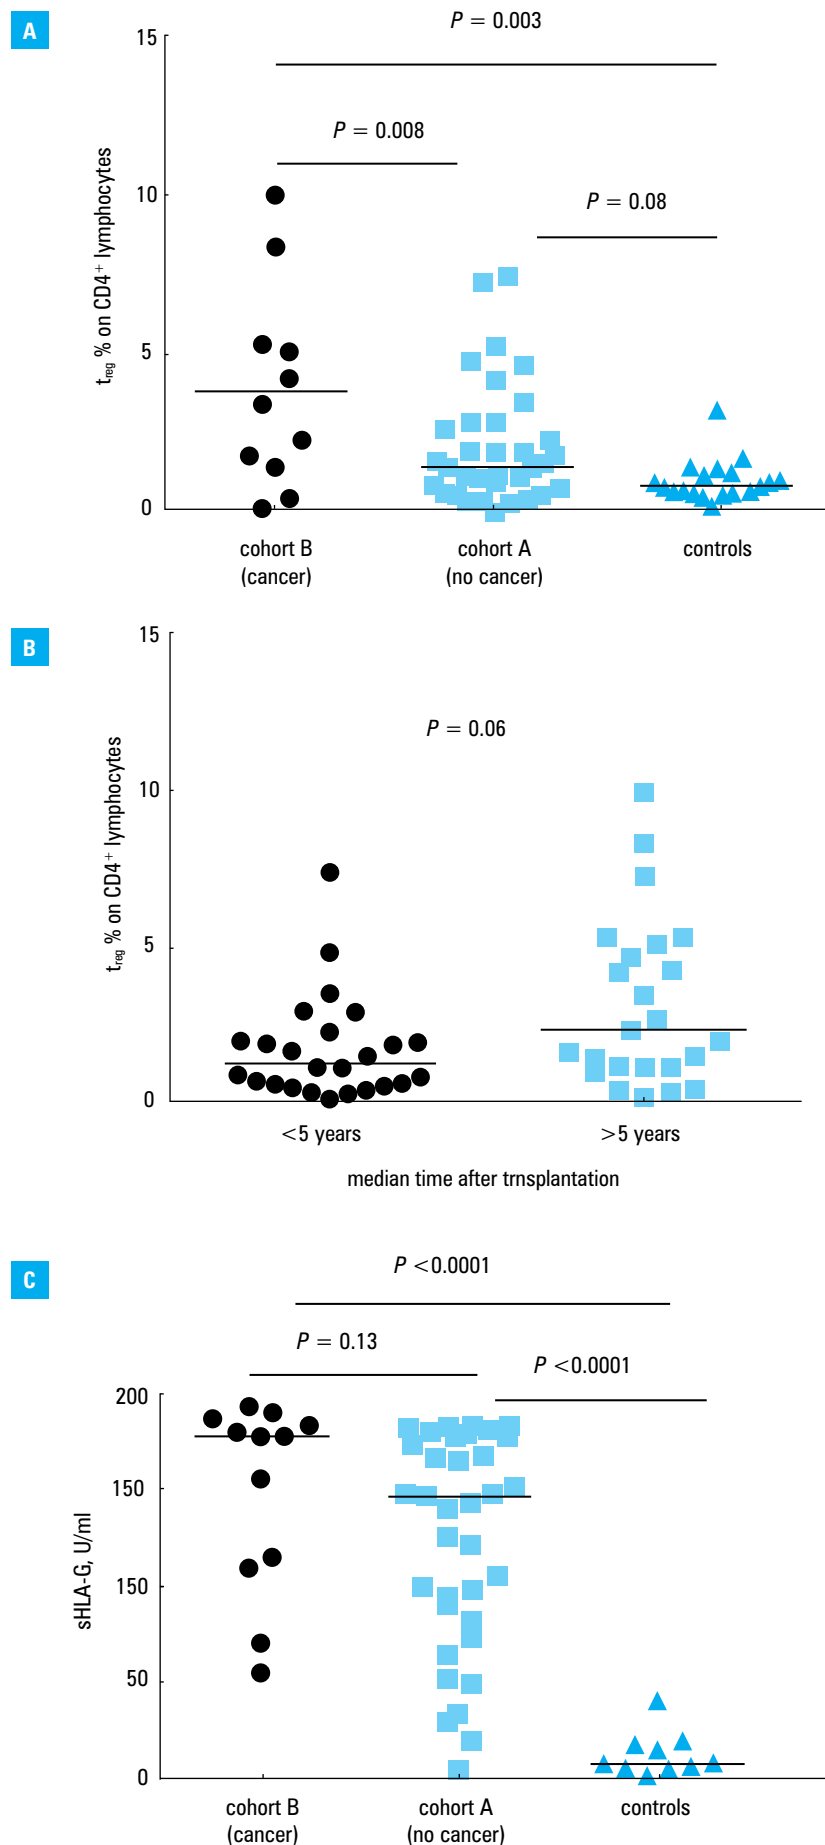 A
P = 0.003
15
P = 0.008
10
P = 0.08
5
0
treg % on CD4+ lymphocytes
cohort B
(cancer)
cohort A
(no cancer)
controls
B
15
P = 0.06
10
5
0
treg % on CD4+ lymphocytes
<5 years
>5 years
median time after trnsplantation
C
P <0.0001
P = 0.13
P <0.0001
200
150
150
50
0
sHLA-G, U/ml
cohort B
(cancer)
cohort A
(no cancer)
controls